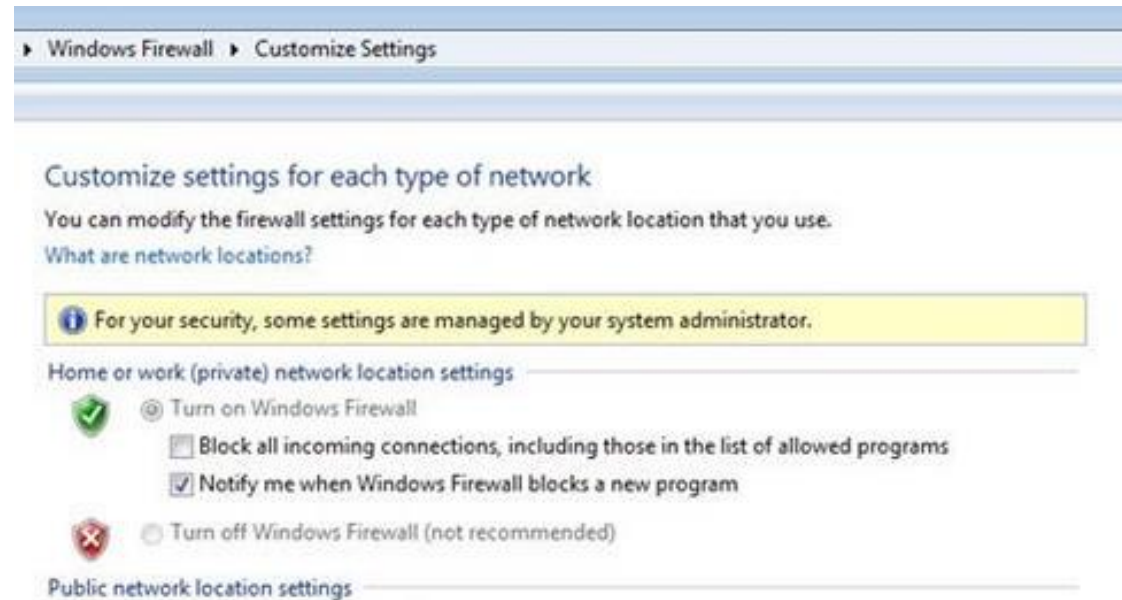 Windows Firewall ▸ Customize Settings
Customize settings for each type of network
You can modify the firewall settings for each type of network location that you use.
What are network locations?
For your security, some settings are managed by your system administrator.
Home or work (private) network location settings
Turn on Windows Firewall
Block all incoming connections, including those in the list of allowed programs
Notify me when Windows Firewall blocks a new program
Turn off Windows Firewall (not recommended)
Public network location settings